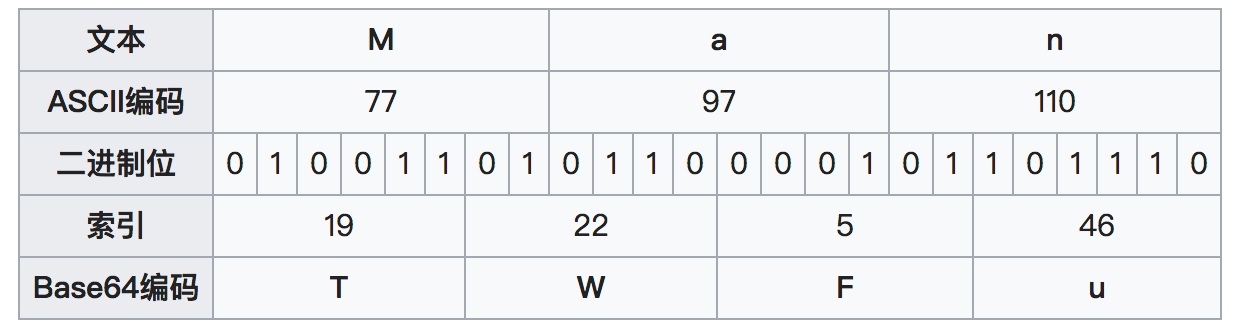 文本 M a n
ASCII编码 77 97 110
二进制位 0 1 0 0 1 1 0 1 0 1 1 0 0 0 0 1 0 1 1 0 1 1 1 0
索引 19 22 5 46
Base64编码 T W F u